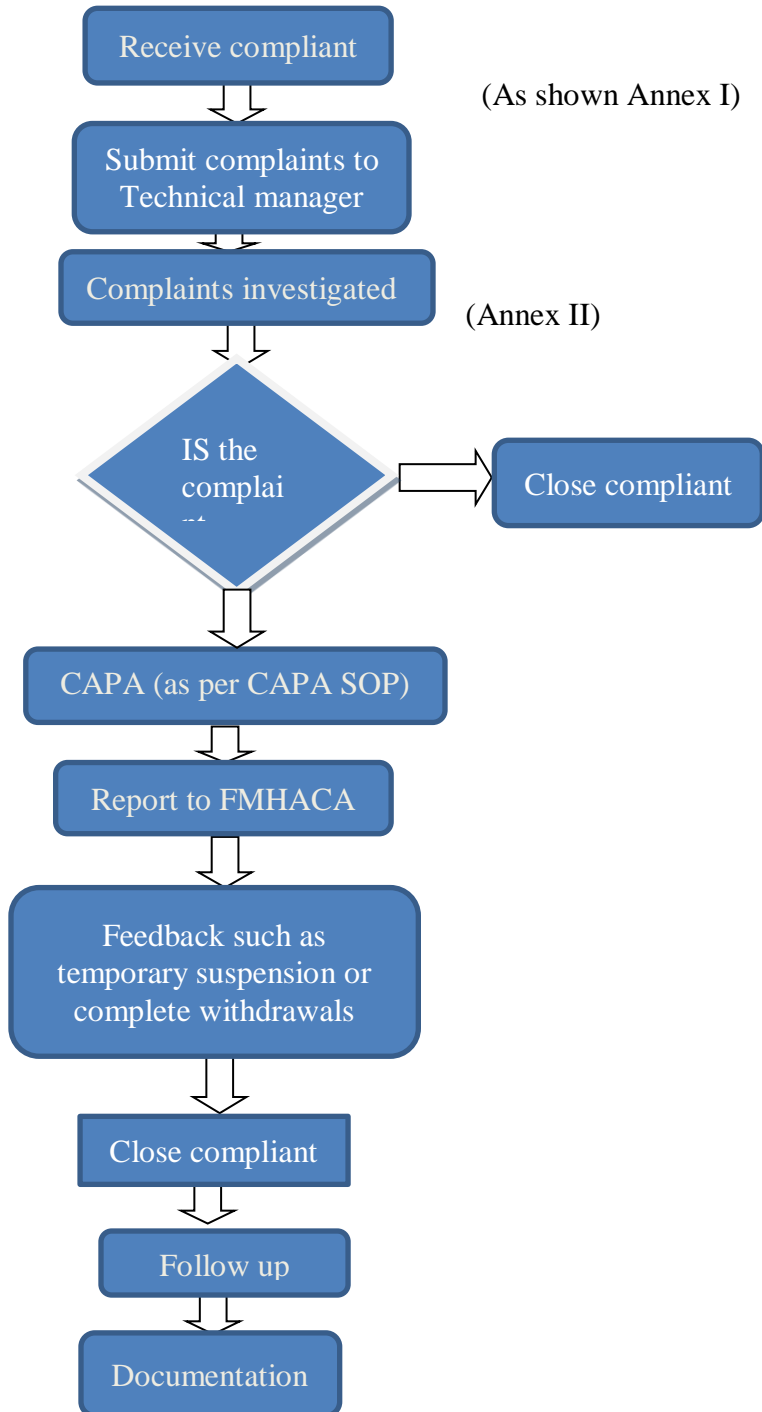 Receive compliant
(As shown Annex I)
Submit complaints to
Technical manager
Complaints investigated
(Annex II)
IS the
complai
nt
Close compliant
CAPA (as per CAPA SOP)
Report to FMHACA
Feedback such as
temporary suspension or
complete withdrawals
Close compliant
Follow up
Documentation